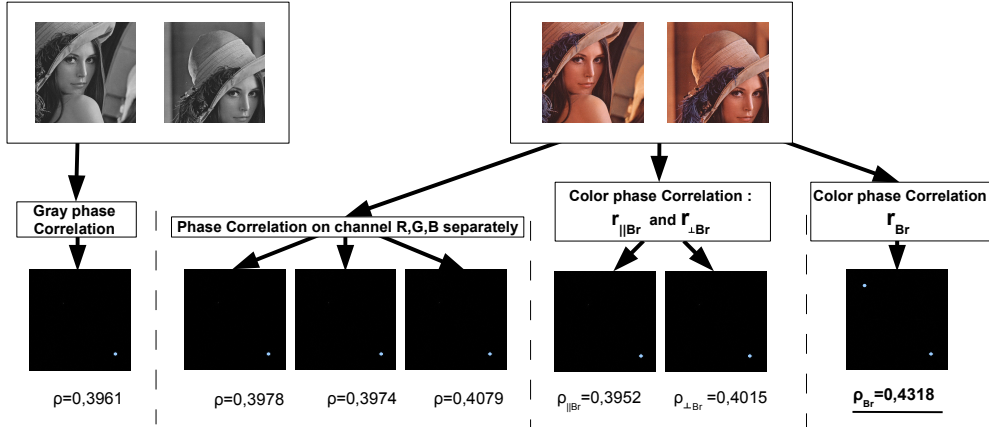 Gray phase
Correlation
Phase Correlation on channel R,G,B separately
Color phase Correlation :
r||Br and r⊥Br
Color phase Correlation
rBr
ρ=0,3961
ρ=0,3978
ρ=0,3974
ρ=0,4079
ρ||Br=0,3952
ρ⊥Br=0,4015
ρBr=0,4318